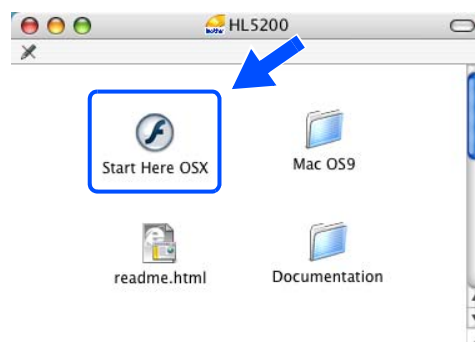 HL5200
Start Here OSX
Mac OS9
readme.html
Documentation